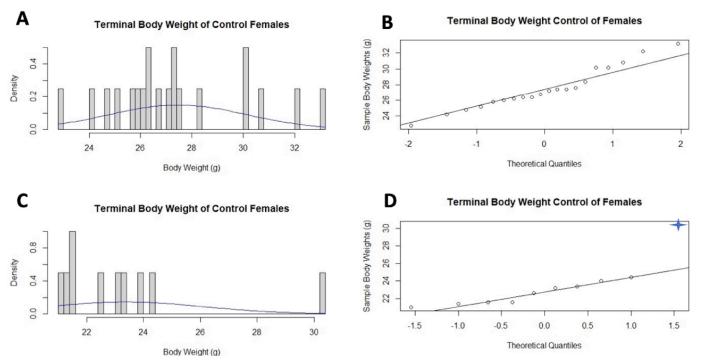 A
Terminal Body Weight of Control Females
Density
0.0 0.2 0.4
24 26 28 30 32
Body Weight (g)
B
Terminal Body Weight Control of Females
Sample Body Weights (g)
24 26 28 30 32
-2 -1 0 1 2
Theoretical Quantiles
C
Terminal Body Weight of Control Females
Density
0.0 0.4 0.8
22 24 26 28 30
Body Weight (g)
D
Terminal Body Weight Control of Females
Sample Body Weights (g)
22 24 26 28 30
-1.5 -1.0 -0.5 0.0 0.5 1.0 1.5
Theoretical Quantiles